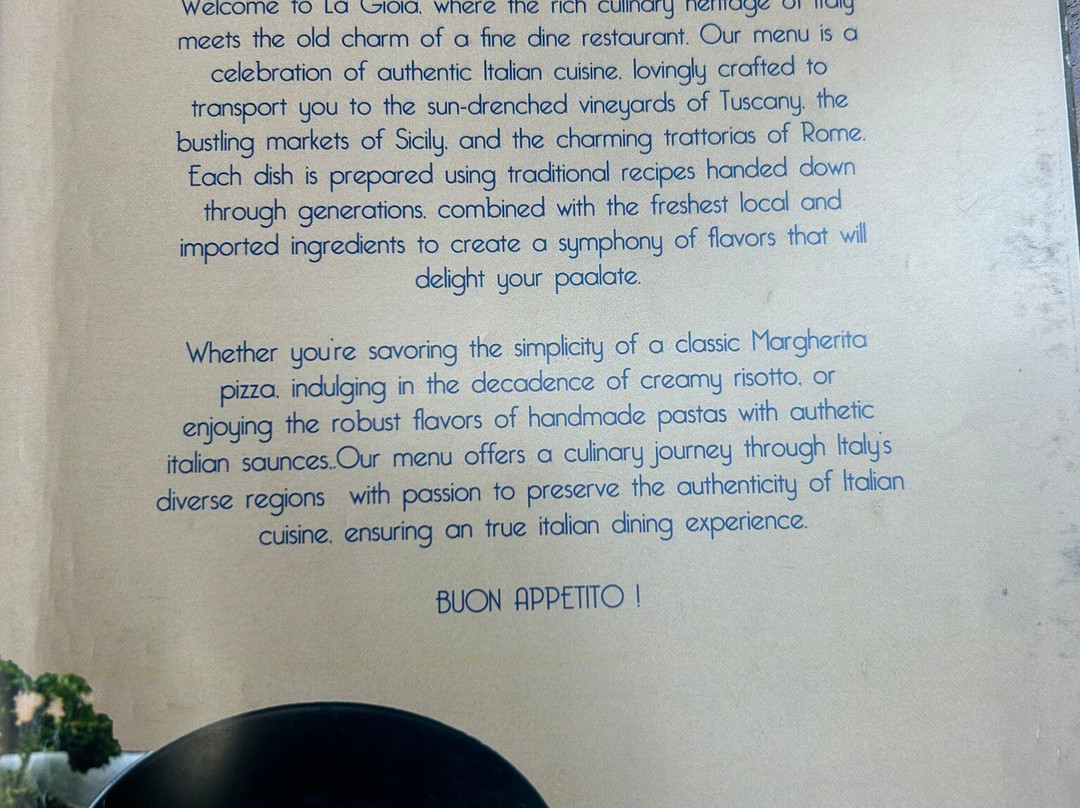 Welcome to La Gioia, where the rich culinary heritage of Italy
meets the old charm of a fine dine restaurant. Our menu is a
celebration of authentic Italian cuisine, lovingly crafted to
transport you to the sun-drenched vineyards of Tuscany, the
bustling markets of Sicily, and the charming trattorias of Rome.
Each dish is prepared using traditional recipes handed down
through generations, combined with the freshest local and
imported ingredients to create a symphony of flavors that will
delight your paalate.
Whether you're savoring the simplicity of a classic Margherita
pizza, indulging in the decadence of creamy risotto, or
enjoying the robust flavors of handmade pastas with authetic
italian saunces..Our menu offers a culinary journey through Italy's
diverse regions with passion to preserve the authenticity of Italian
cuisine, ensuring an true italian dining experience.
BUON APPETITO !